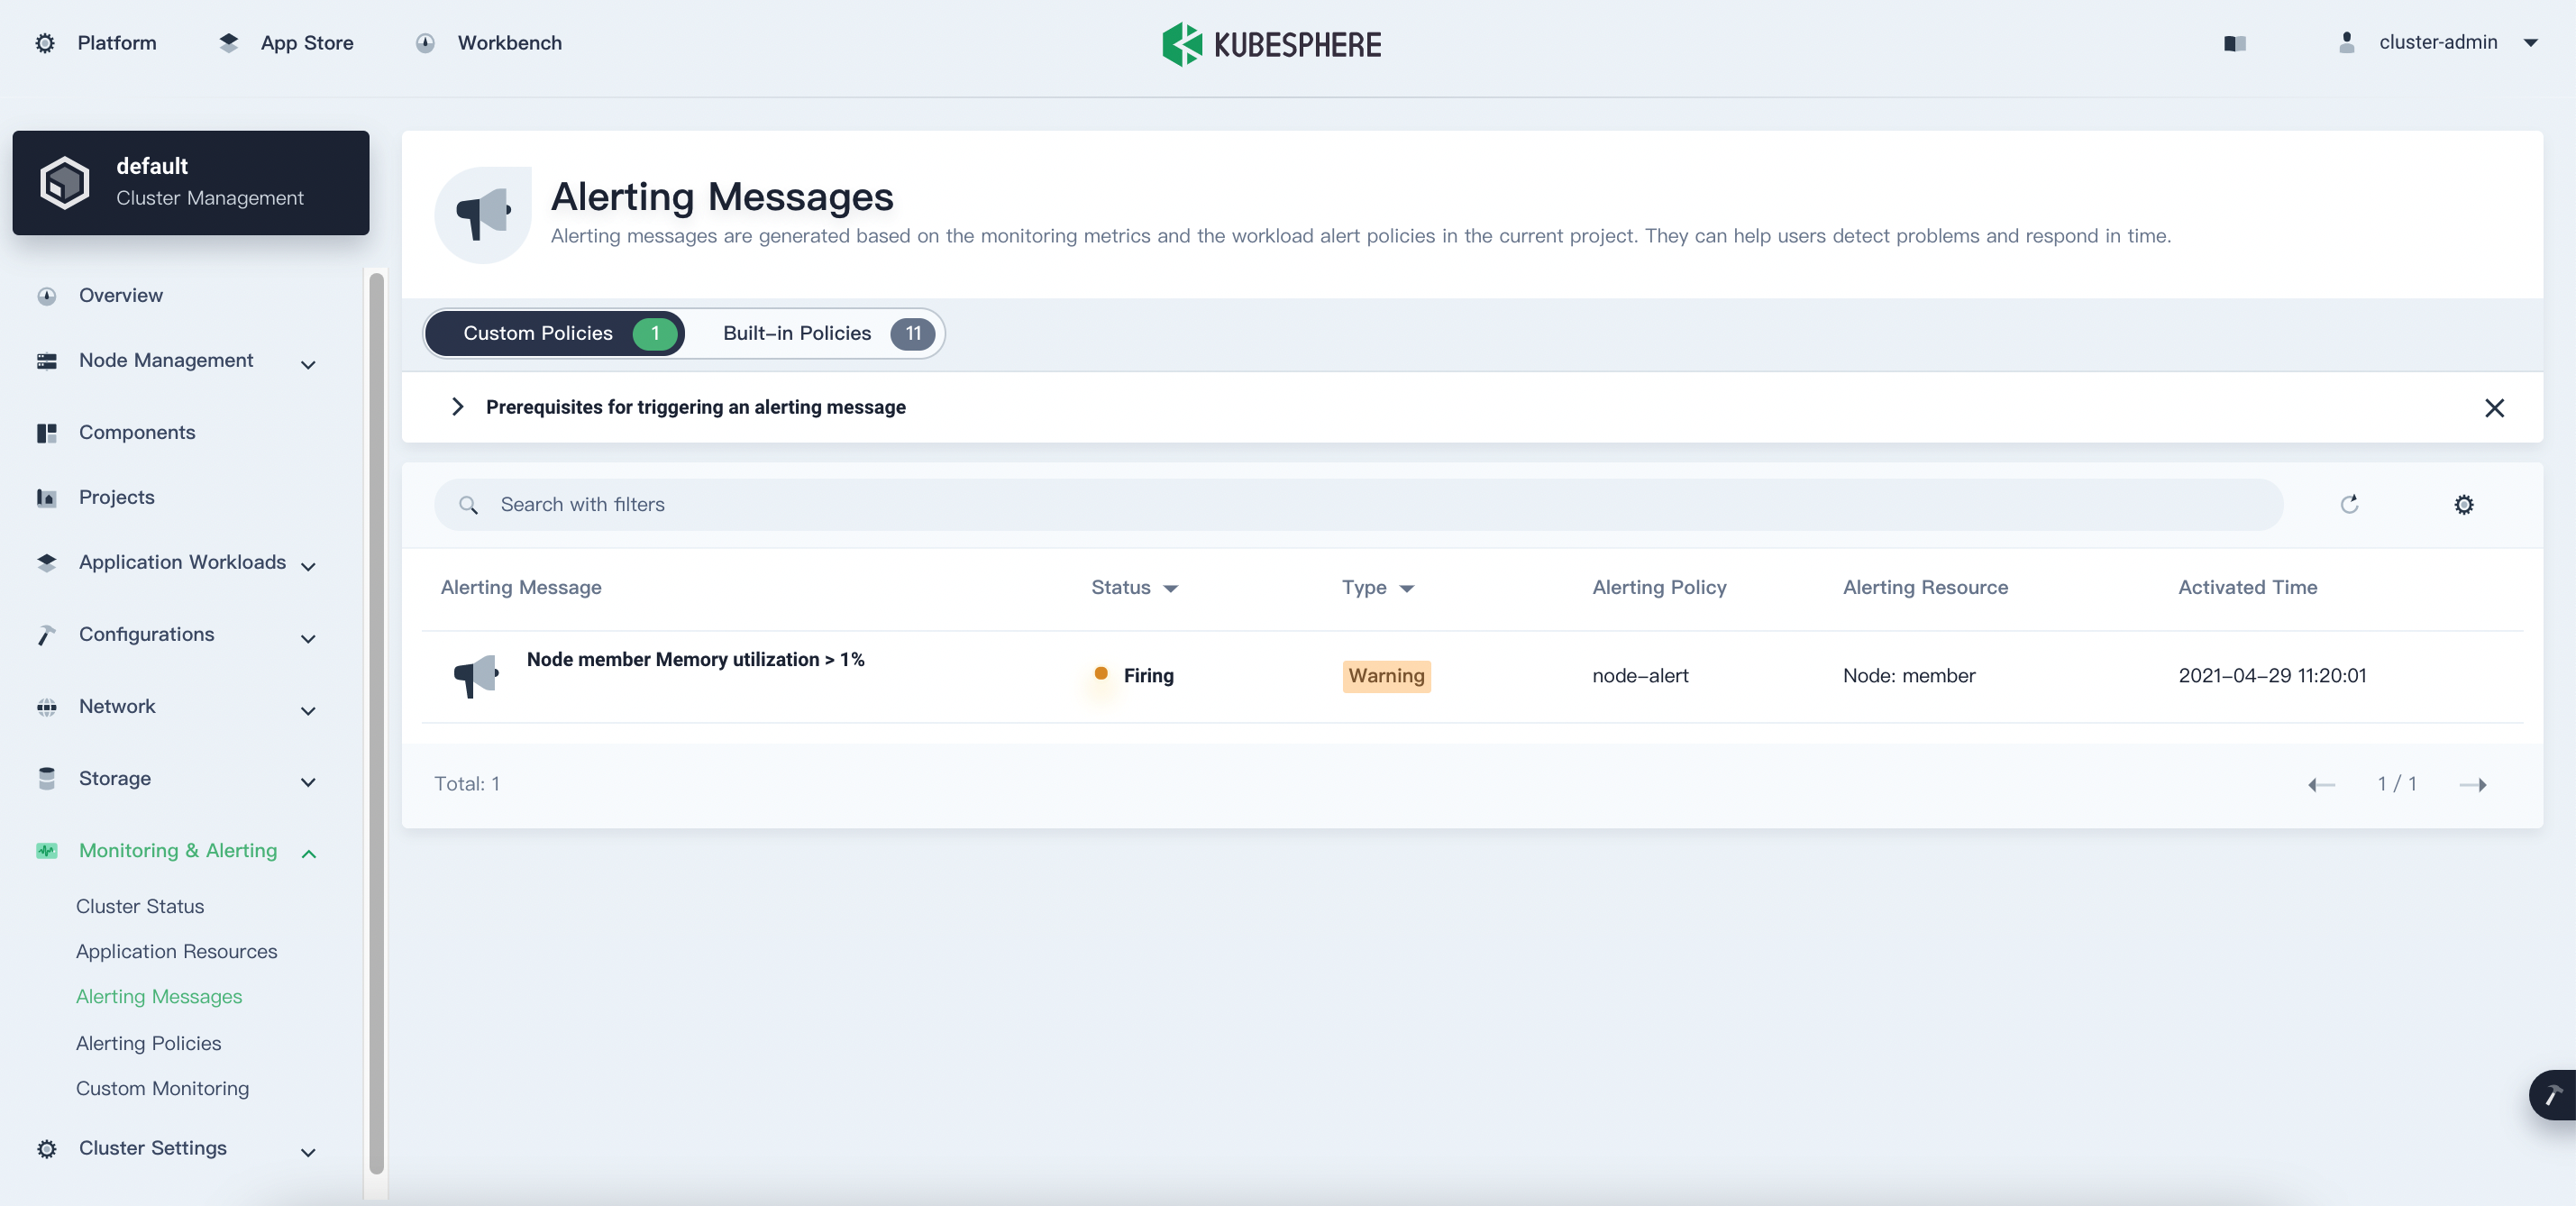 Platform
App Store
Workbench
KUBESPHERE
cluster-admin
default
Cluster Management
Overview
Node Management
Components
Projects
Application Workloads
Configurations
Network
Storage
Monitoring & Alerting
Cluster Status
Application Resources
Alerting Messages
Alerting Policies
Custom Monitoring
Cluster Settings
Alerting Messages
Alerting messages are generated based on the monitoring metrics and the workload alert policies in the current project. They can help users detect problems and respond in time.
Custom Policies 1 Built-in Policies 11
Prerequisites for triggering an alerting message
Search with filters
Alerting Message Status Type Alerting Policy Alerting Resource Activated Time
Node member Memory utilization > 1% Firing Warning node-alert Node: member 2021-04-29 11:20:01
Total: 1 1 / 1